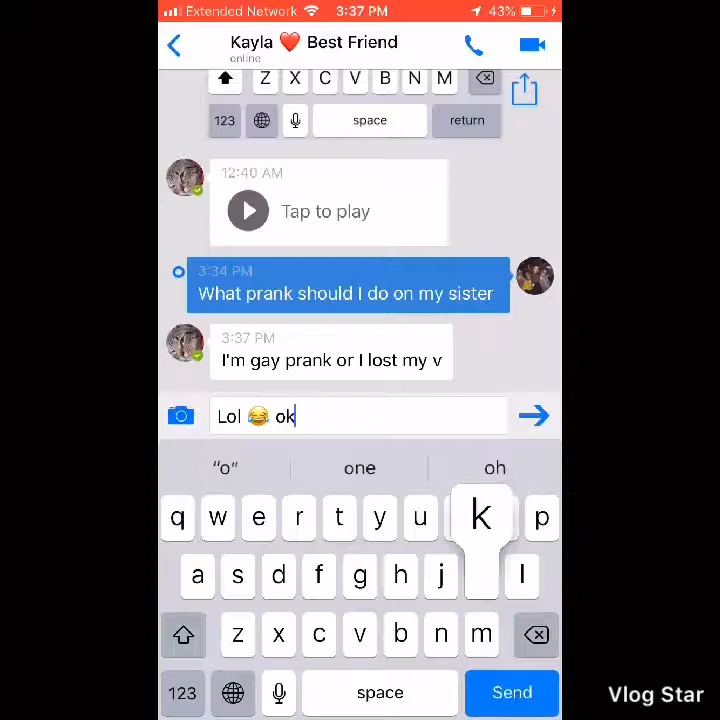 Extended Network 3:37 PM 43%
Kayla ❤️ Best Friend
online
Z X C V B N M
123 space return
12:40 AM
Tap to play
3:34 PM
What prank should I do on my sister
3:37 PM
I'm gay prank or I lost my v
Lol 😂 ok
“o” one oh
q w e r t y u k p
a s d f g h j l
z x c v b n m
123 space Send
Vlog Star